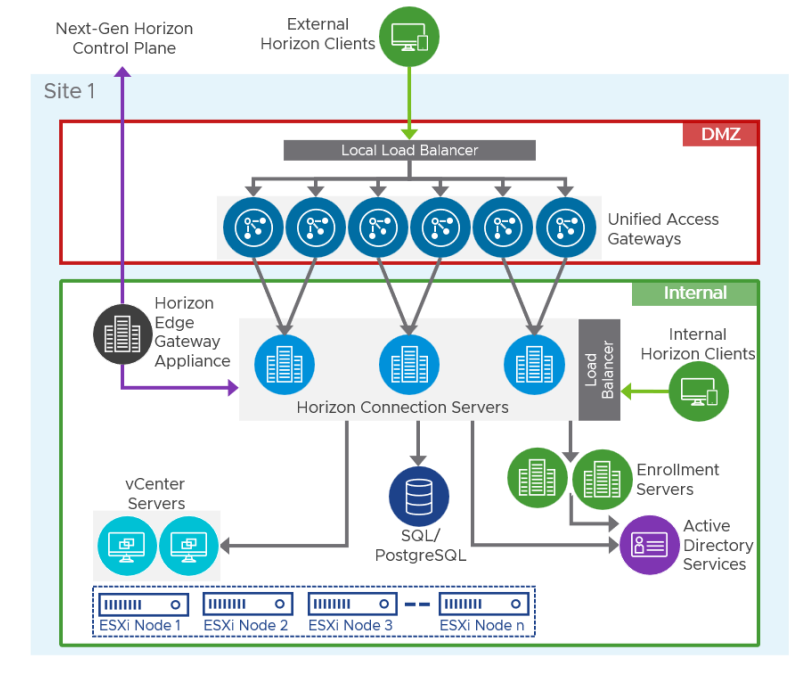 Next-Gen Horizon
Control Plane
External
Horizon Clients
Site 1
DMZ
Local Load Balancer
Unified Access
Gateways
Internal
Horizon
Edge
Gateway
Appliance
Internal
Horizon Clients
Load
Balancer
Horizon Connection Servers
vCenter
Servers
SQL/
PostgreSQL
Enrollment
Servers
Active
Directory
Services
ESXi Node 1
ESXi Node 2
ESXi Node 3
ESXi Node n